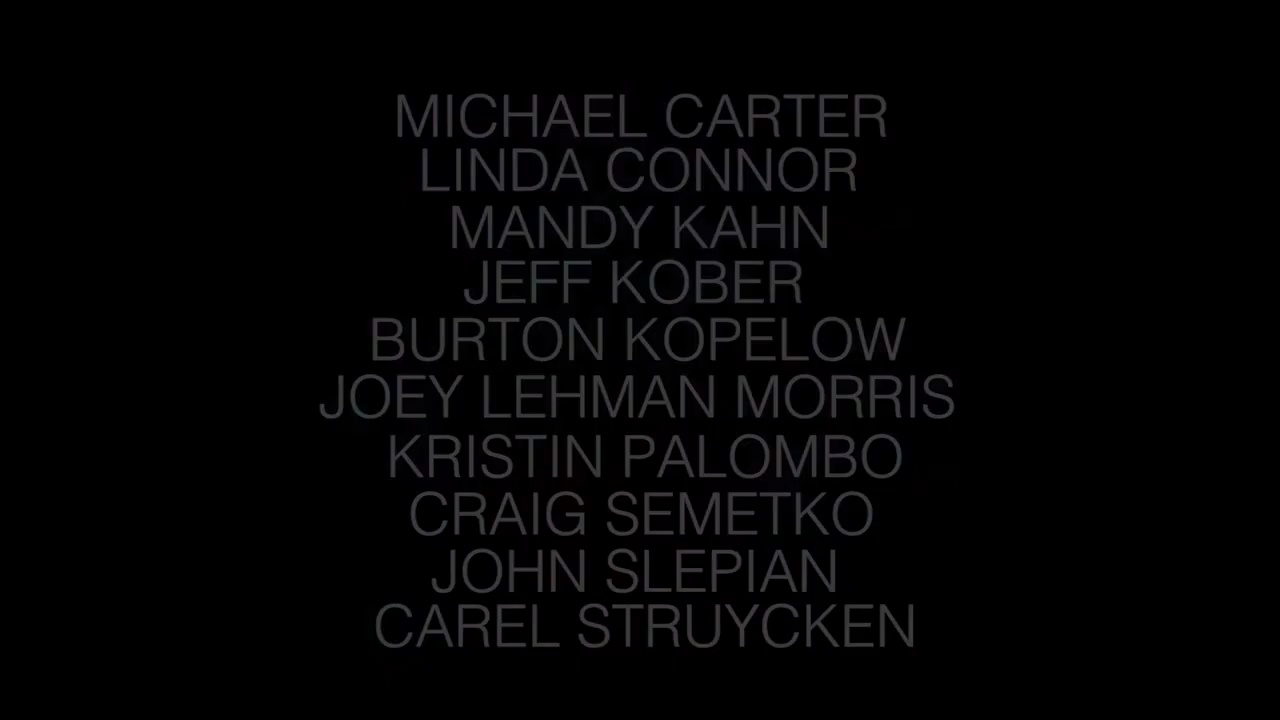 MICHAEL CARTER
LINDA CONNOR
MANDY KAHN
JEFF KOBER
BURTON KOPELOW
JOEY LEHMAN MORRIS
KRISTIN PALOMBO
CRAIG SEMETKO
JOHN SLEPIAN
CAREL STRUYCKEN